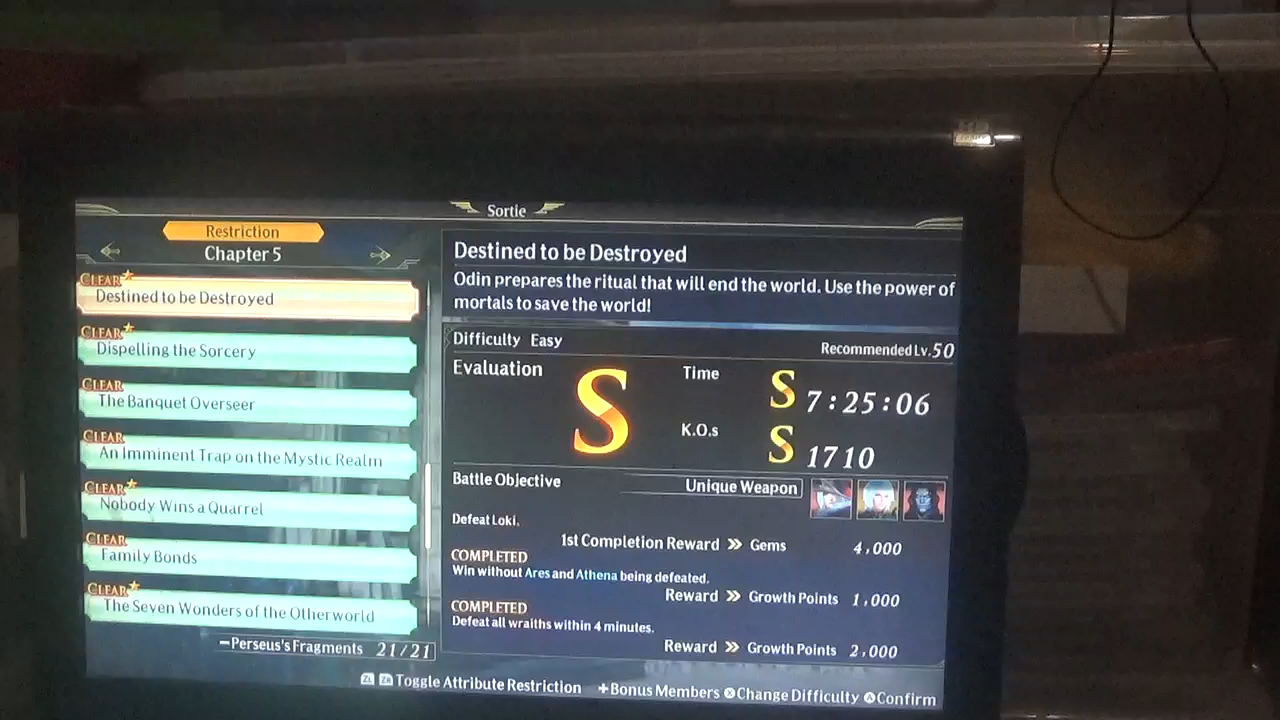 Sortie
Restriction
Chapter 5
CLEAR
Destined to be Destroyed
CLEAR
Dispelling the Sorcery
CLEAR
The Banquet Overseer
CLEAR
An Imminent Trap on the Mystic Realm
CLEAR
Nobody Wins a Quarrel
CLEAR
Family Bonds
CLEAR
The Seven Wonders of the Otherworld
Perseus's Fragments 21/21
Destined to be Destroyed
Odin prepares the ritual that will end the world. Use the power of
mortals to save the world!
Difficulty Easy
Recommended Lv.50
Evaluation S
Time S 7:25:06
K.O.s S 1710
Battle Objective
Unique Weapon
Defeat Loki.
1st Completion Reward Gems 4,000
COMPLETED
Win without Ares and Athena being defeated.
Reward Growth Points 1,000
COMPLETED
Defeat all wraiths within 4 minutes.
Reward Growth Points 2,000
ZL ZR Toggle Attribute Restriction +Bonus Members X Change Difficulty A Confirm